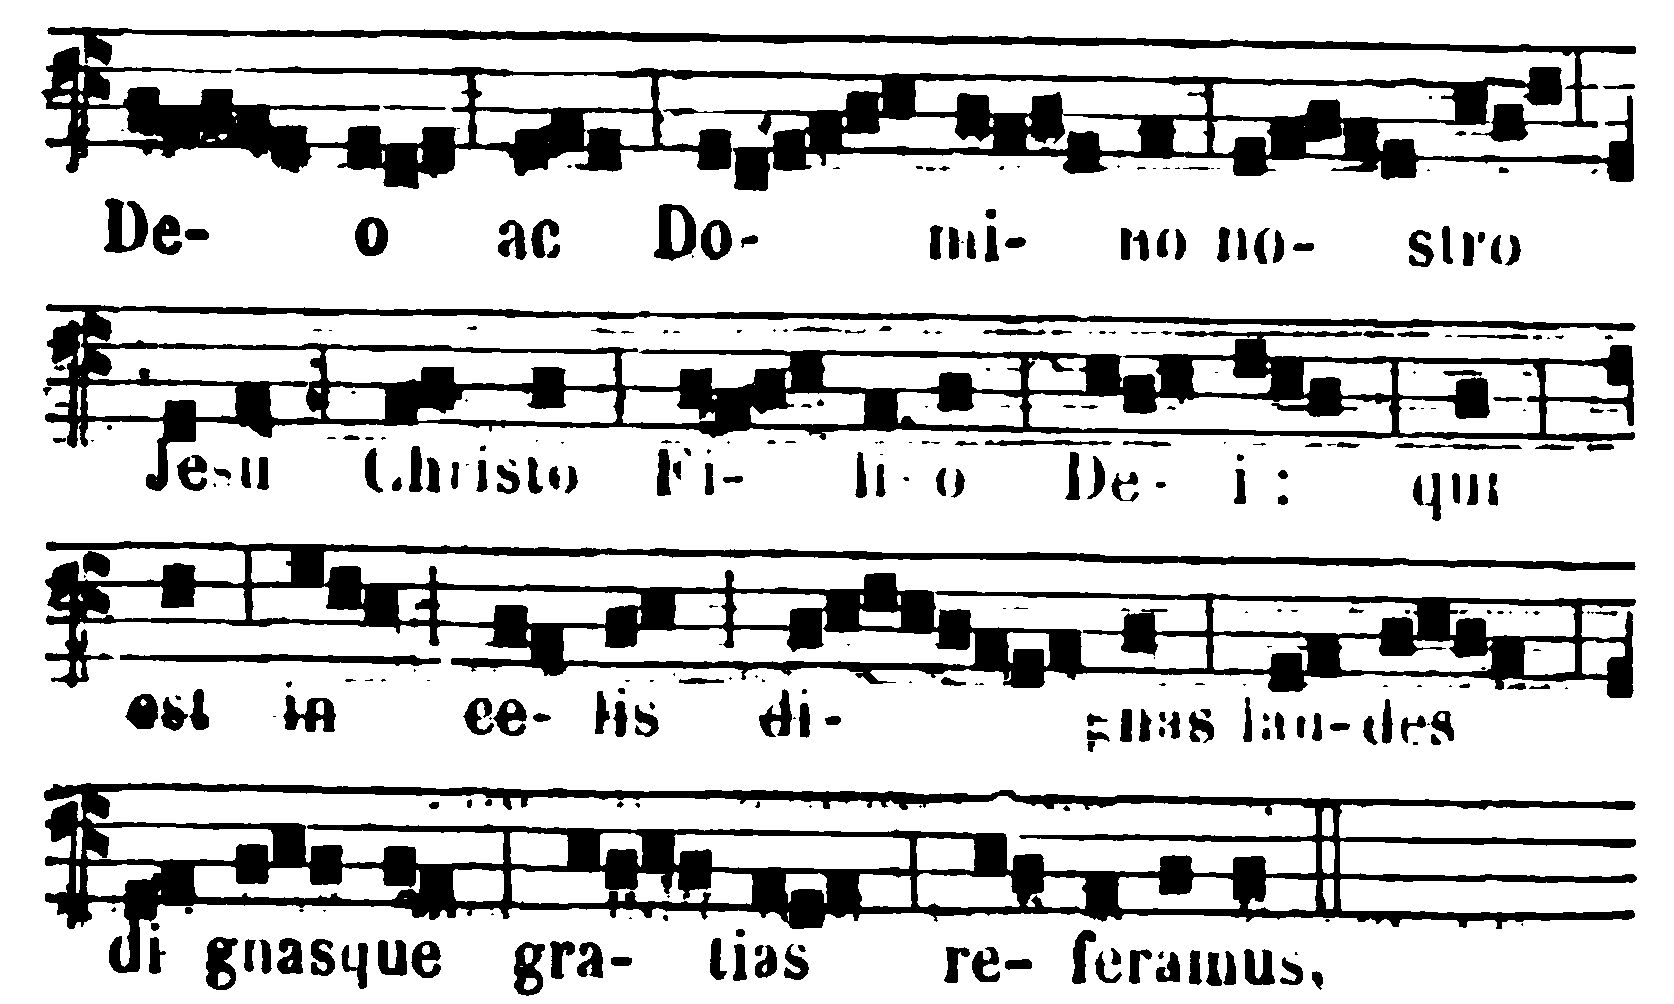 De- o ac Do- mi- no no- stro
Jesu Christo Fi- li- o De- i : qui
est in ce- lis di- gnas lau- des
di gnasque gra- tias re- feramus,